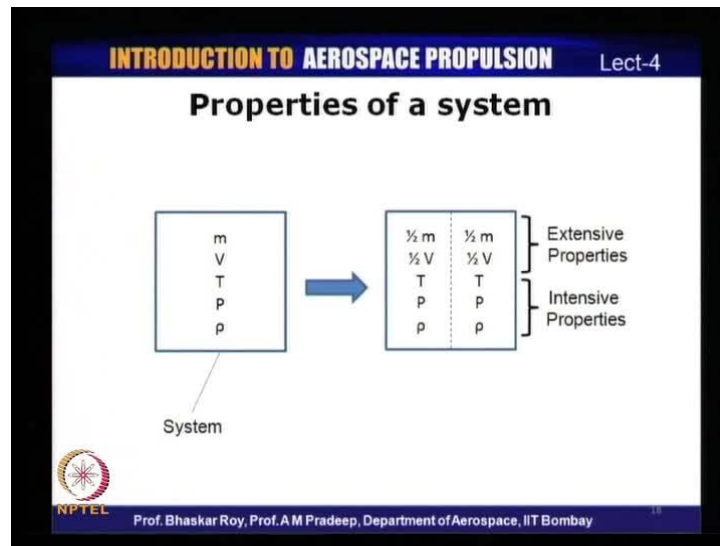 INTRODUCTION TO AEROSPACE PROPULSION Lect-4
Properties of a system
m
V
T
P
ρ
½ m ½ m
½ V ½ V
T T
P P
ρ ρ
Extensive
Properties
Intensive
Properties
System
NPTEL
Prof. Bhaskar Roy, Prof. A M Pradeep, Department of Aerospace, IIT Bombay
18